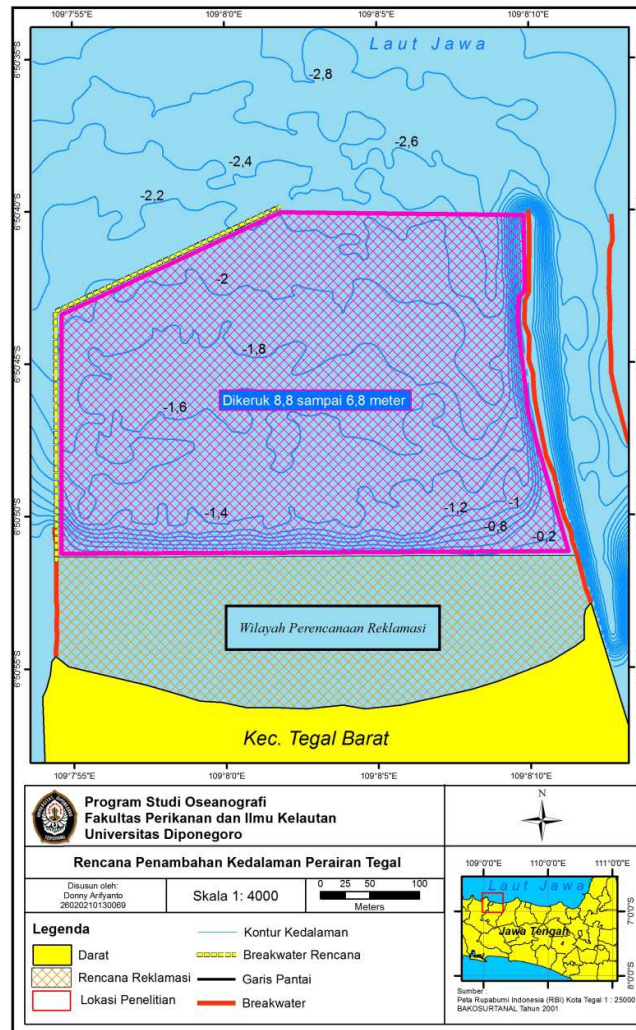 109°7'55"E 109°8'0"E 109°8'5"E 109°8'10"E
6°50'35"S
6°50'40"S
6°50'45"S
6°50'50"S
6°50'55"S
Laut Jawa
-2,8
-2,6
-2,4
-2,2
-2
-1,8
Dikeruk 8,8 sampai 6,8 meter
-1,6
-1,4
-1,2
-1
-0,8
-0,2
Wilayah Perencanaan Reklamasi
Kec. Tegal Barat
109°7'55"E 109°8'0"E 109°8'5"E 109°8'10"E
Program Studi Oseanografi
Fakultas Perikanan dan Ilmu Kelautan
Universitas Diponegoro
N
Rencana Penambahan Kedalaman Perairan Tegal
Disusun oleh:
Donny Arifyanto
26020210130069
Skala 1: 4000
0 25 50 100
Meters
Legenda
Darat
Rencana Reklamasi
Lokasi Penelitian
Kontur Kedalaman
Breakwater Rencana
Garis Pantai
Breakwater
109°0'0"E 110°0'0"E 111°0'0"E
Laut Jawa
Jawa Tengah
7°0'0"S
8°0'0"S
Sumber :
Peta Rupabumi Indonesia (RBI) Kota Tegal 1 : 25000
BAKOSURTANAL Tahun 2001